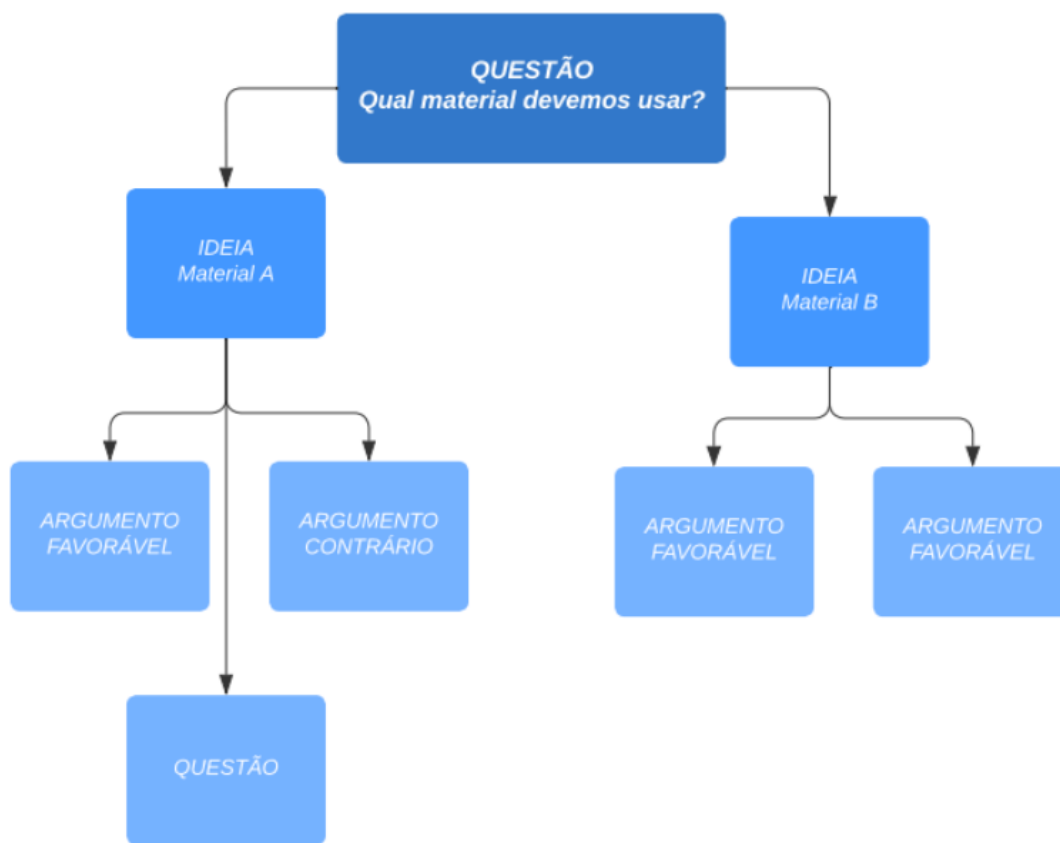 QUESTÃO
Qual material devemos usar?
IDEIA
Material A
IDEIA
Material B
ARGUMENTO
FAVORÁVEL
ARGUMENTO
CONTRÁRIO
ARGUMENTO
FAVORÁVEL
ARGUMENTO
FAVORÁVEL
QUESTÃO